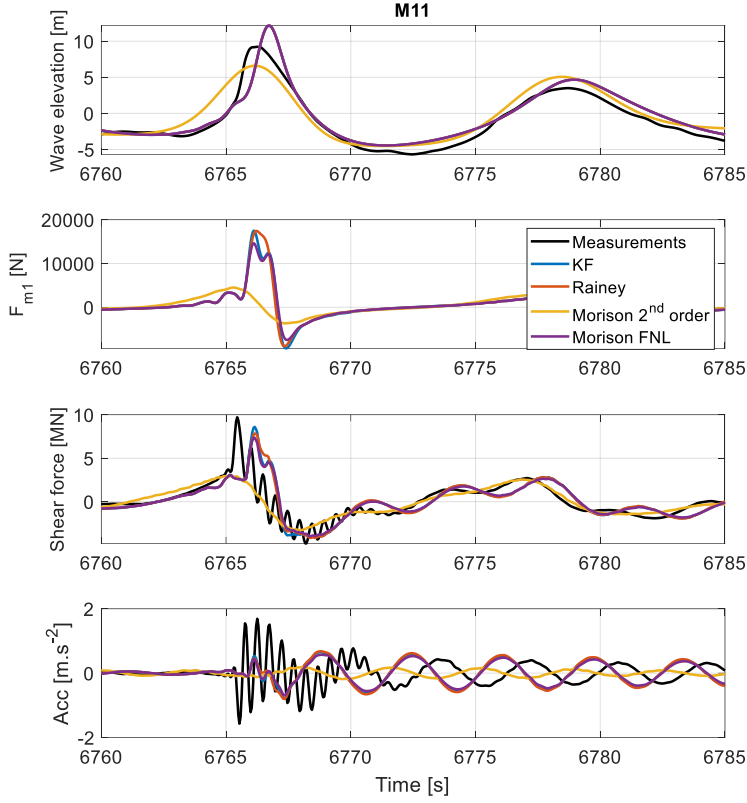 M11
Wave elevation [m]
10
5
0
-5
6760 6765 6770 6775 6780 6785
F_m1 [N]
20000
10000
0
6760 6765 6770 6775 6780 6785
Measurements
KF
Rainey
Morison 2nd order
Morison FNL
Shear force [MN]
10
5
0
6760 6765 6770 6775 6780 6785
Acc [m.s-2]
2
0
-2
6760 6765 6770 6775 6780 6785
Time [s]